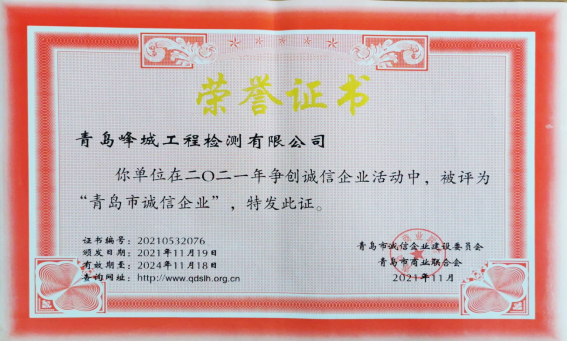 荣誉证书
青岛峰城工程检测有限公司
你单位在二〇二一年争创诚信企业活动中，被评为
“青岛市诚信企业”，特发此证。
证书编号：20210532076
颁发日期：2021年11月19日
有效期至：2024年11月18日
查询网址：http://www.qdslh.org.cn
青岛市诚信企业建设委员会
青岛市商业联合会
2021年11月